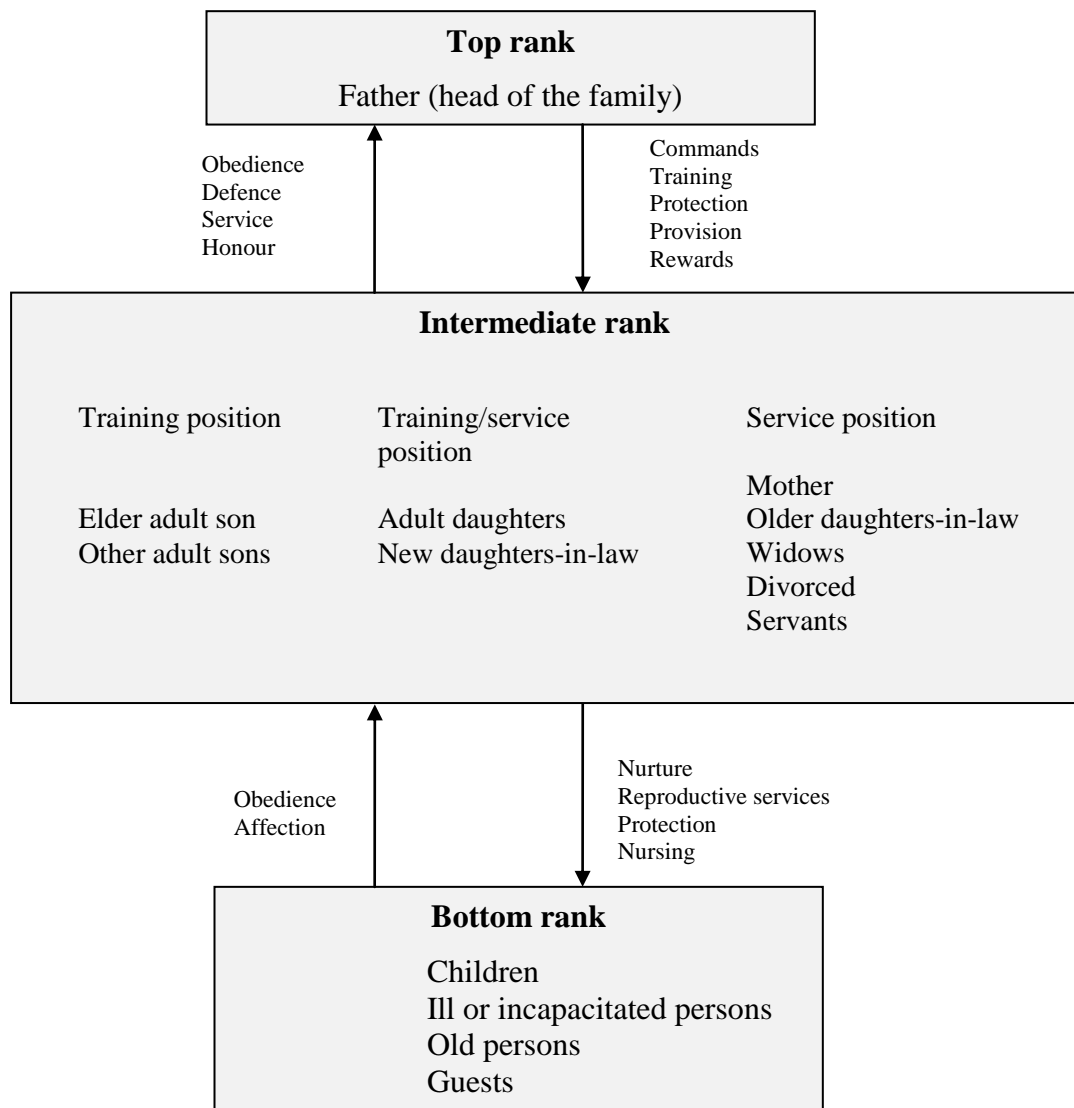 Top rank
Father (head of the family)
Obedience
Defence
Service
Honour
Commands
Training
Protection
Provision
Rewards
Intermediate rank
Training position
Elder adult son
Other adult sons
Training/service
position
Adult daughters
New daughters-in-law
Service position
Mother
Older daughters-in-law
Widows
Divorced
Servants
Obedience
Affection
Nurture
Reproductive services
Protection
Nursing
Bottom rank
Children
Ill or incapacitated persons
Old persons
Guests